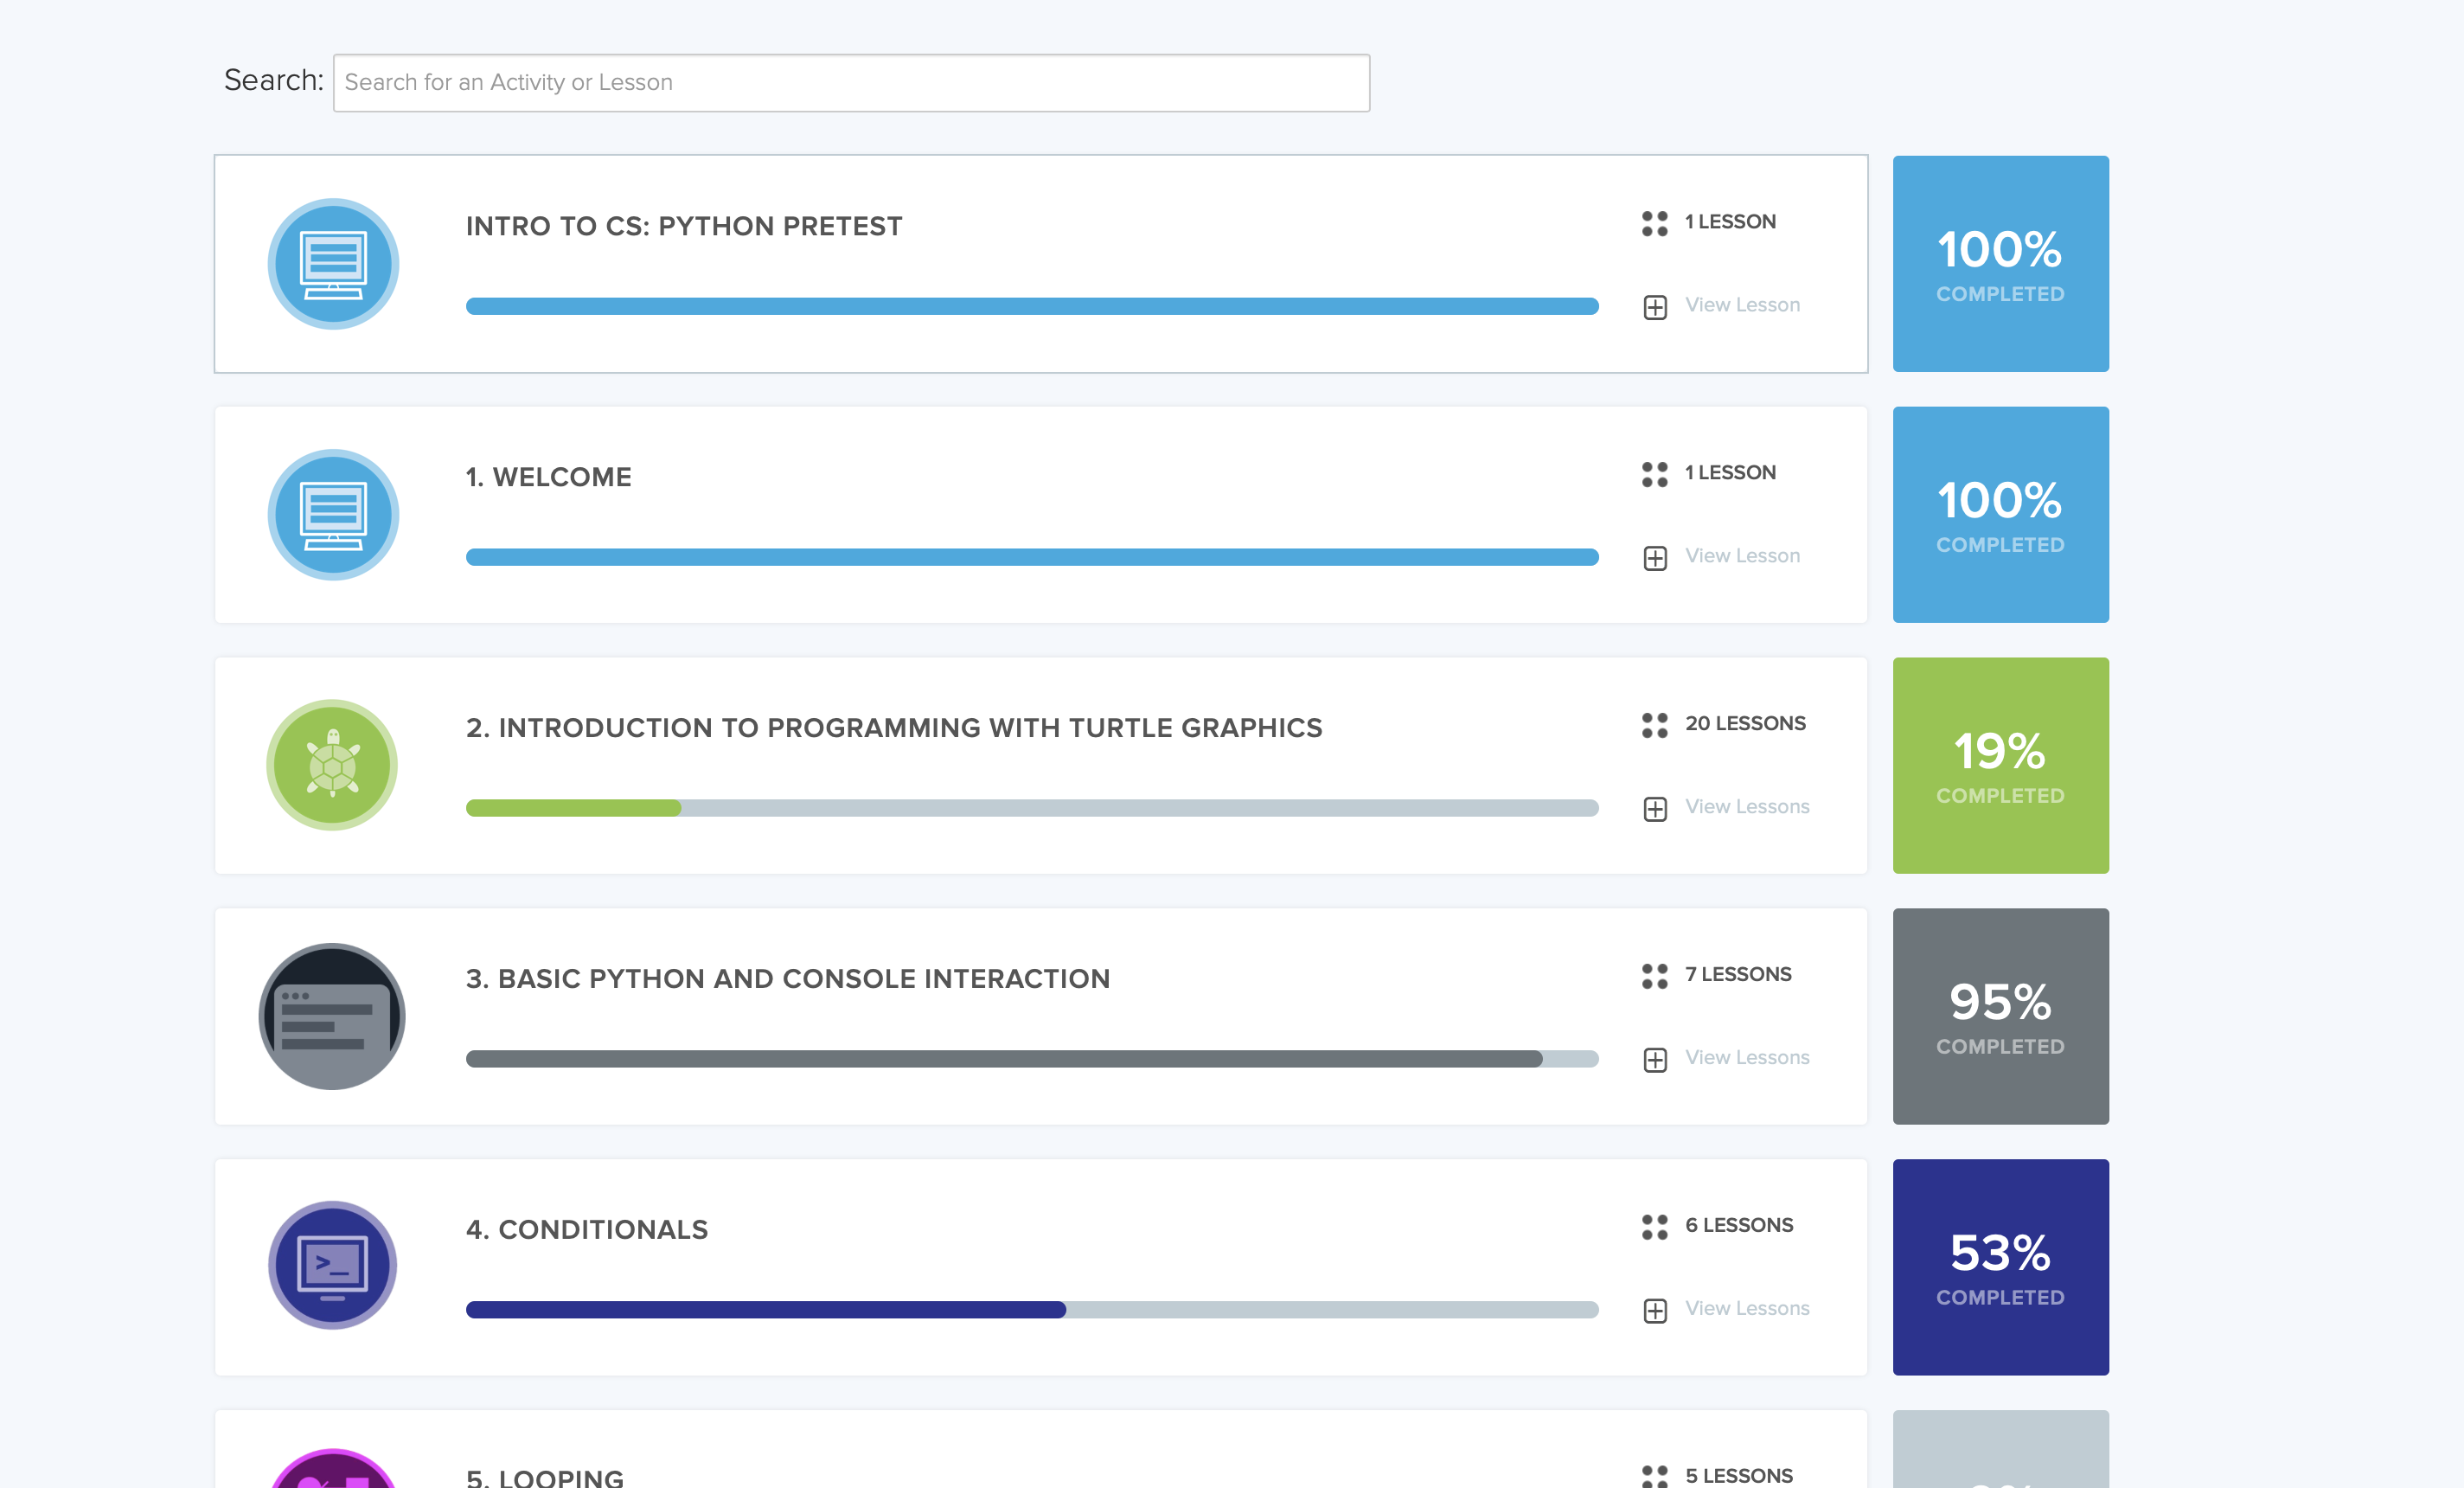 Search: Search for an Activity or Lesson
INTRO TO CS: PYTHON PRETEST
1 LESSON
View Lesson
100%
COMPLETED
1. WELCOME
1 LESSON
View Lesson
100%
COMPLETED
2. INTRODUCTION TO PROGRAMMING WITH TURTLE GRAPHICS
20 LESSONS
View Lessons
19%
COMPLETED
3. BASIC PYTHON AND CONSOLE INTERACTION
7 LESSONS
View Lessons
95%
COMPLETED
4. CONDITIONALS
6 LESSONS
View Lessons
53%
COMPLETED
5. LOOPING
5 LESSONS